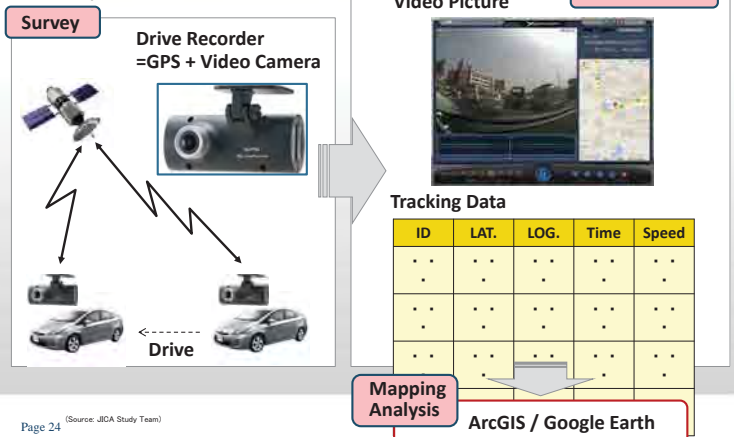 Survey
Drive Recorder
=GPS + Video Camera
Drive
Video Picture
Tracking Data
ID LAT. LOG. Time Speed
Mapping
Analysis
ArcGIS / Google Earth
Page 24 (Source: JICA Study Team)